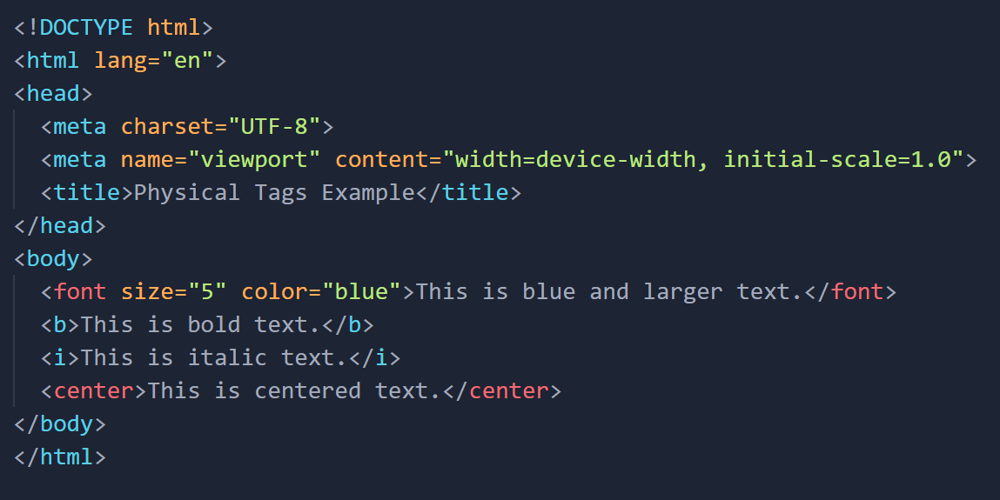 <!DOCTYPE html>
<html lang="en">
<head>
  <meta charset="UTF-8">
  <meta name="viewport" content="width=device-width, initial-scale=1.0">
  <title>Physical Tags Example</title>
</head>
<body>
  <font size="5" color="blue">This is blue and larger text.</font>
  <b>This is bold text.</b>
  <i>This is italic text.</i>
  <center>This is centered text.</center>
</body>
</html>